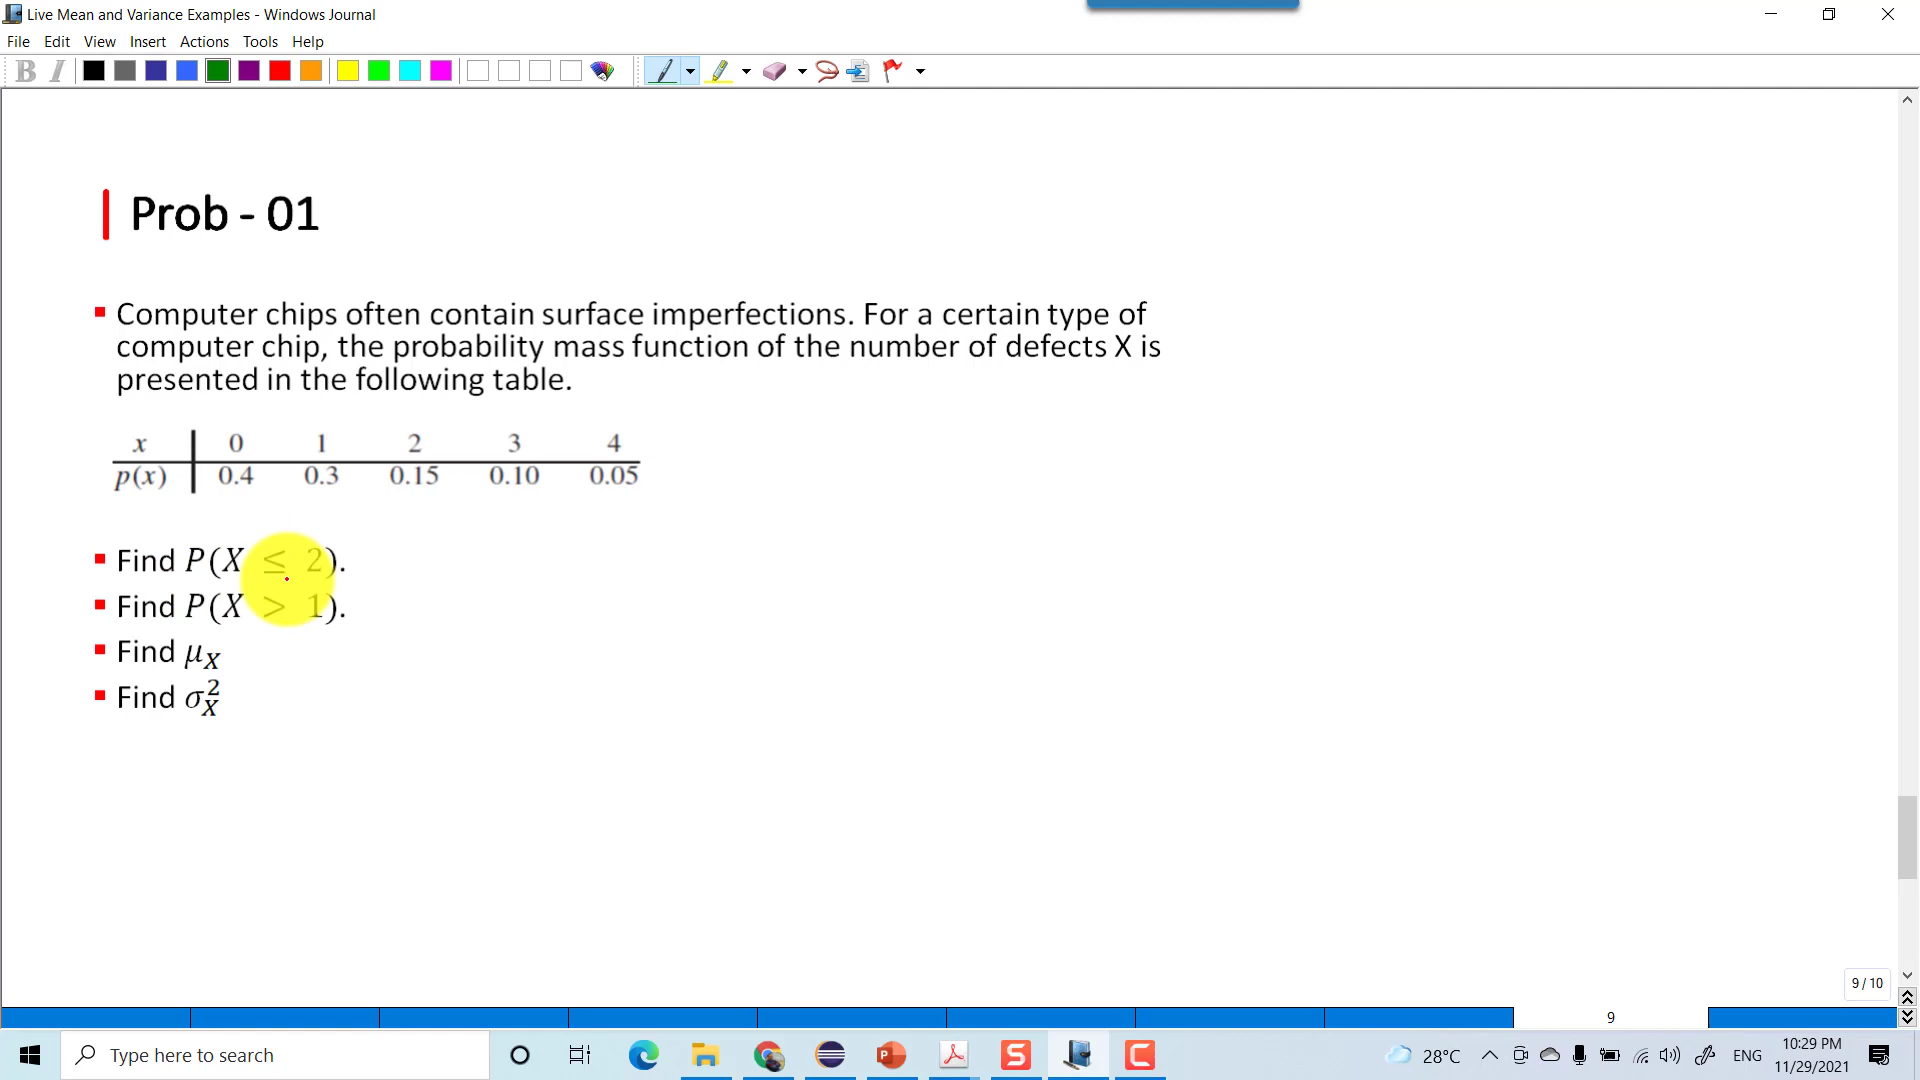 Live Mean and Variance Examples - Windows Journal
File Edit View Insert Actions Tools Help
B I
Prob - 01
Computer chips often contain surface imperfections. For a certain type of
computer chip, the probability mass function of the number of defects X is
presented in the following table.
x 0 1 2 3 4
p(x) 0.4 0.3 0.15 0.10 0.05
Find P(X ≤ 2).
Find P(X > 1).
Find μ_X
Find σ_X^2
9 / 10
9
Type here to search
28°C
ENG
10:29 PM
11/29/2021